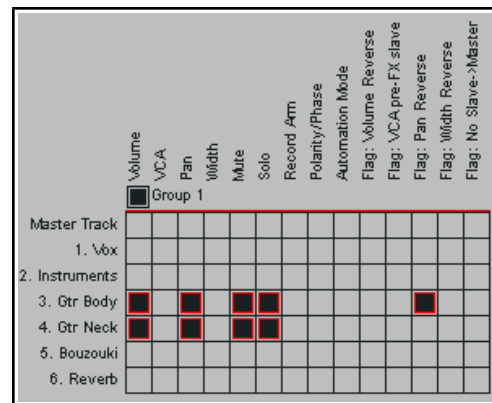 Volume
VCA
Pan
Width
Mute
Solo
Record Arm
Polarity/Phase
Automation Mode
Flag: Volume Reverse
Flag: VCA pre-FX slave
Flag: Pan Reverse
Flag: Width Reverse
Flag: No Slave->Master
Group 1
Master Track
1. Vox
2. Instruments
3. Gtr Body
4. Gtr Neck
5. Bouzouki
6. Reverb